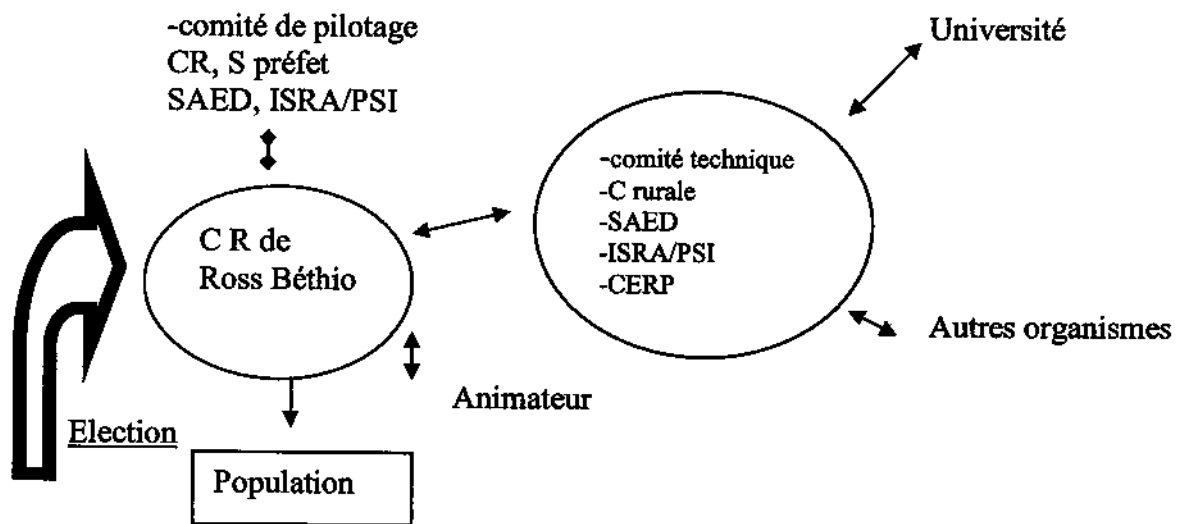 -comité de pilotage
CR, S préfet
SAED, ISRA/PSI
Université
-comité technique
-C rurale
-SAED
-ISRA/PSI
-CERP
C R de
Ross Béthio
Autres organismes
Animateur
Election
Population